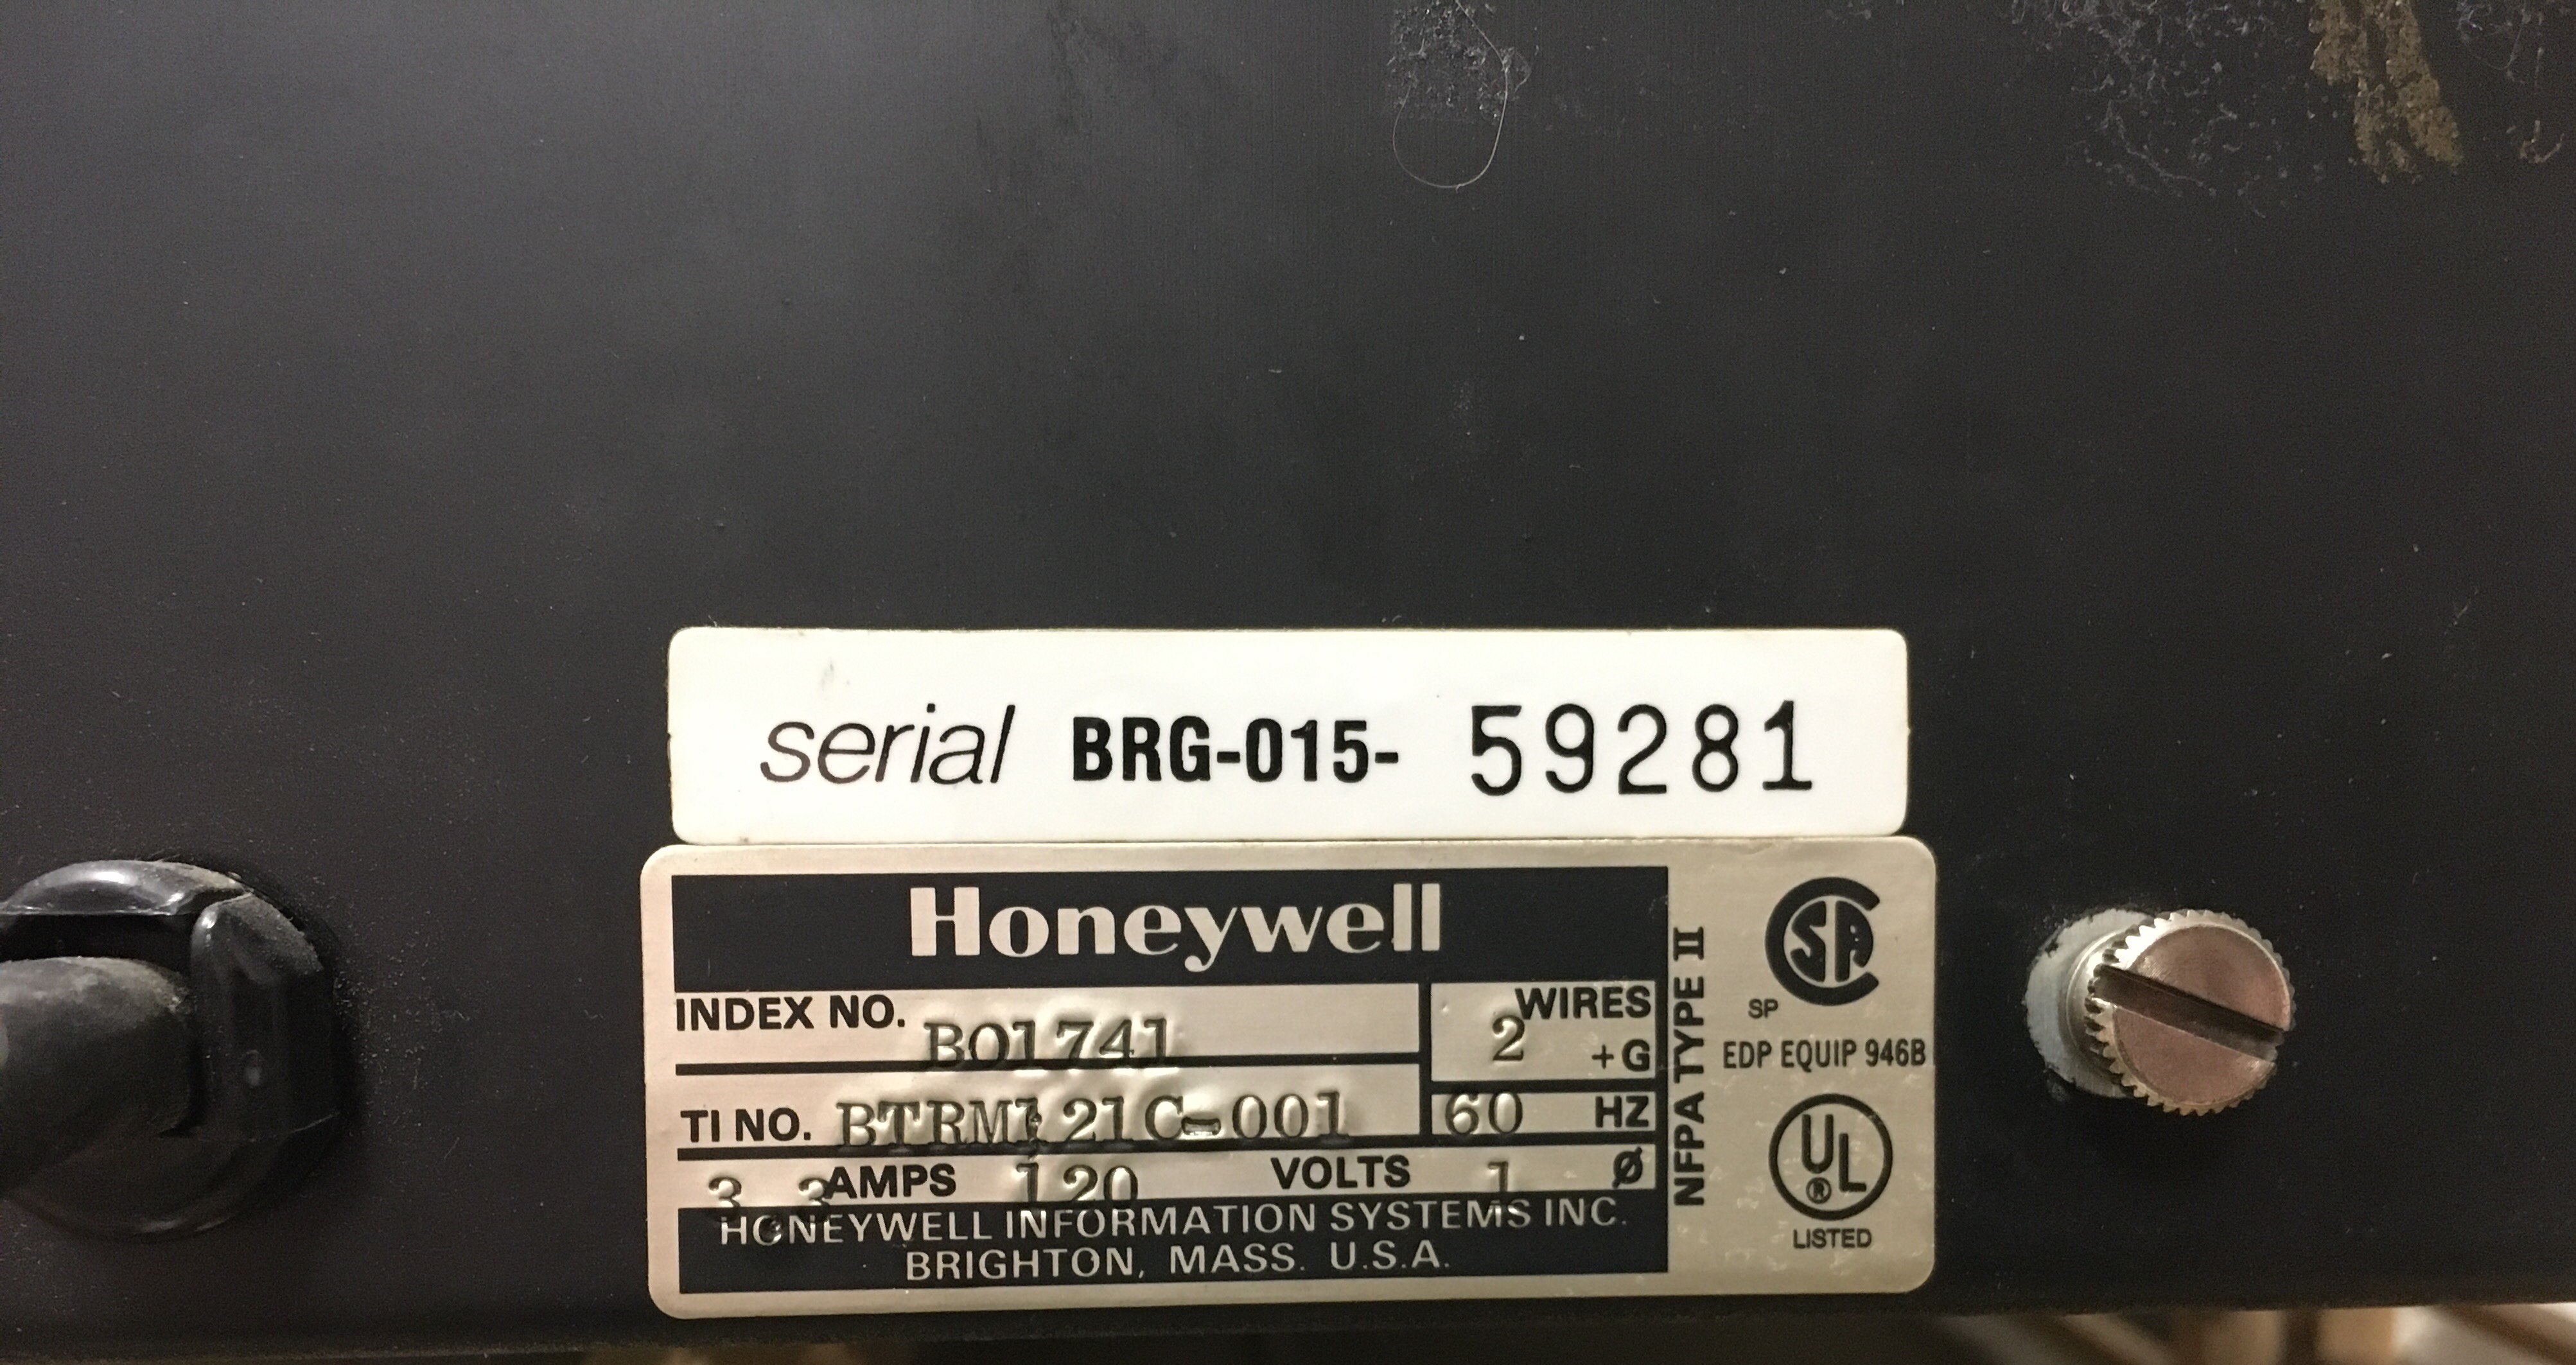 serial BRG-015- 59281
Honeywell
INDEX NO. B01741
2 WIRES
+G
TI NO. BTRM121C-001
60 HZ
3.3 AMPS 120 VOLTS 1 Ø
HONEYWELL INFORMATION SYSTEMS INC.
BRIGHTON, MASS. U.S.A.
NFPA TYPE II
SA
SP
EDP EQUIP 946B
UL
®
LISTED